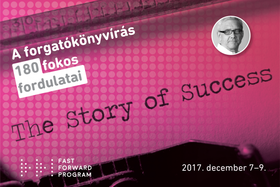 A forgatókönyvírás
180 fokos
fordulatai
The Story of Success
FAST
FORWARD
PROGRAM
2017. december 7–9.